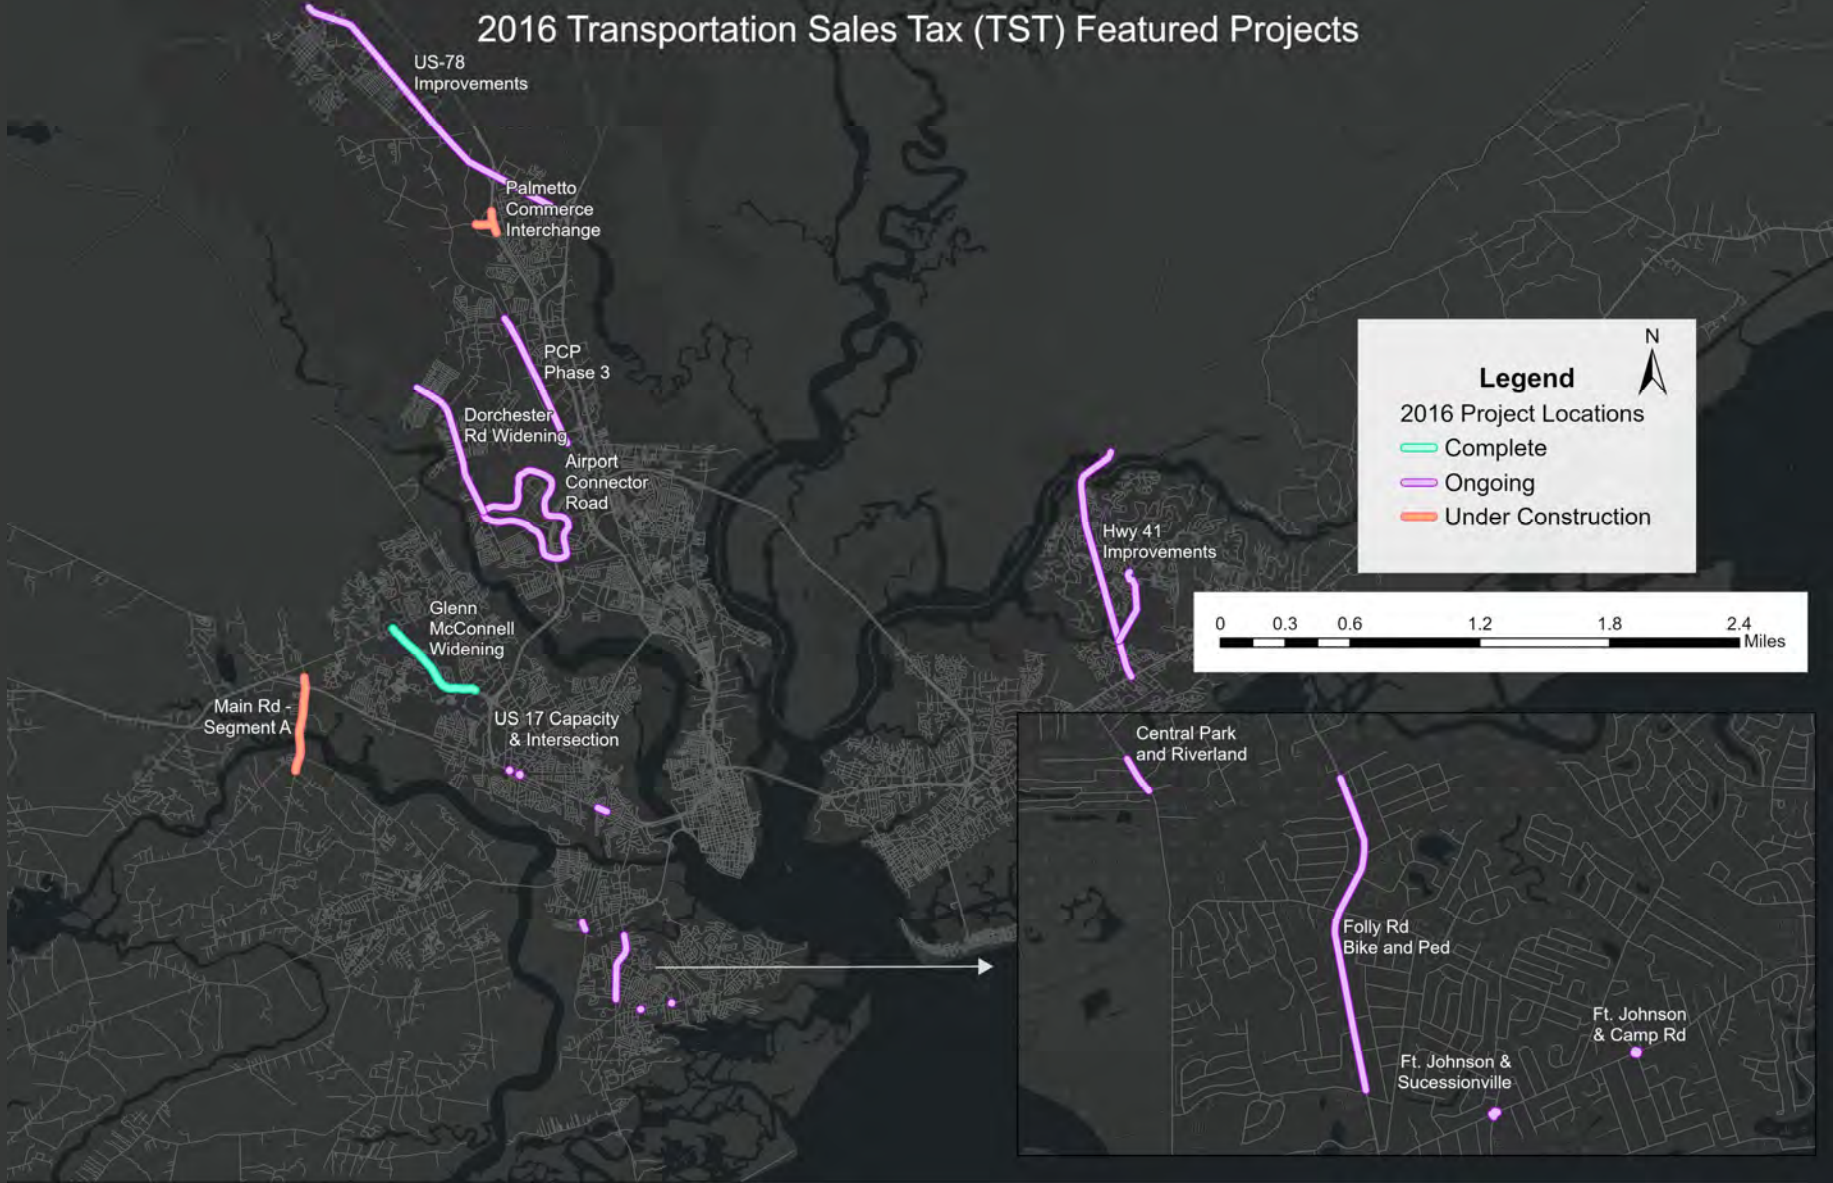 2016 Transportation Sales Tax (TST) Featured Projects
US-78
Improvements
Palmetto
Commerce
Interchange
PCP
Phase 3
Dorchester
Rd Widening
Airport
Connector
Road
Hwy 41
Improvements
Glenn
McConnell
Widening
Main Rd -
Segment A
US 17 Capacity
& Intersection
N
Legend
2016 Project Locations
Complete
Ongoing
Under Construction
0 0.3 0.6 1.2 1.8 2.4
Miles
Central Park
and Riverland
Folly Rd
Bike and Ped
Ft. Johnson
& Camp Rd
Ft. Johnson &
Sucessionville